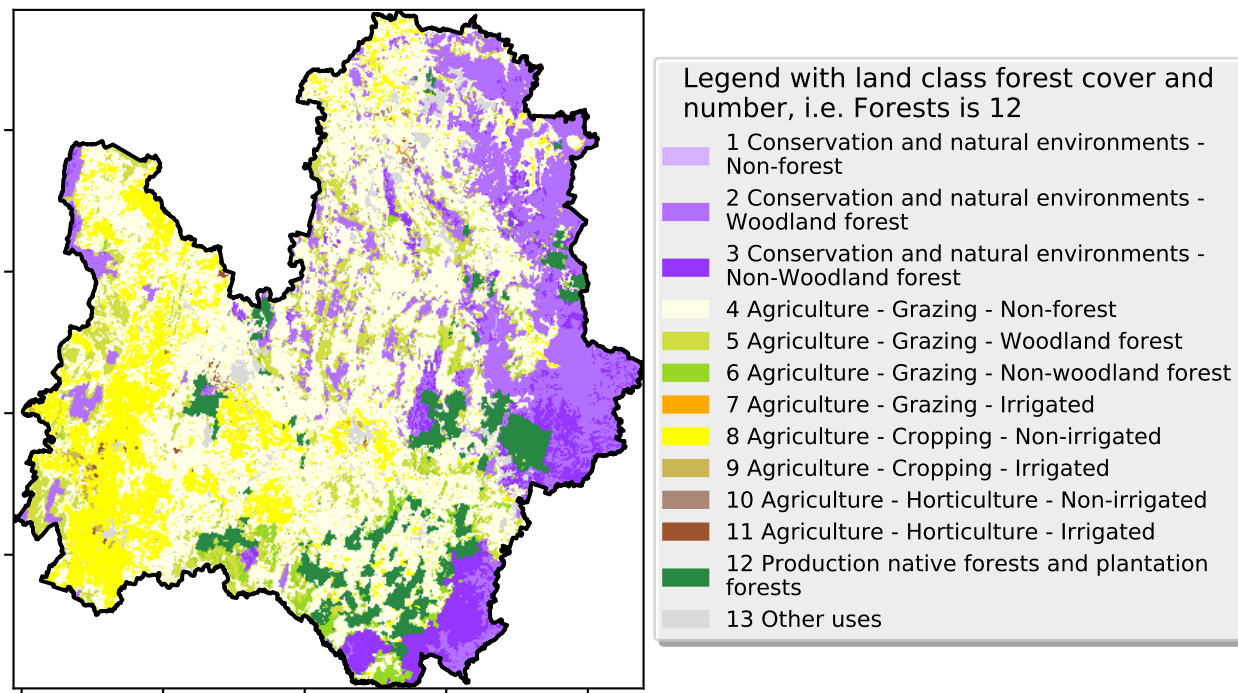 Legend with land class forest cover and
number, i.e. Forests is 12
1 Conservation and natural environments -
Non-forest
2 Conservation and natural environments -
Woodland forest
3 Conservation and natural environments -
Non-Woodland forest
4 Agriculture - Grazing - Non-forest
5 Agriculture - Grazing - Woodland forest
6 Agriculture - Grazing - Non-woodland forest
7 Agriculture - Grazing - Irrigated
8 Agriculture - Cropping - Non-irrigated
9 Agriculture - Cropping - Irrigated
10 Agriculture - Horticulture - Non-irrigated
11 Agriculture - Horticulture - Irrigated
12 Production native forests and plantation
forests
13 Other uses